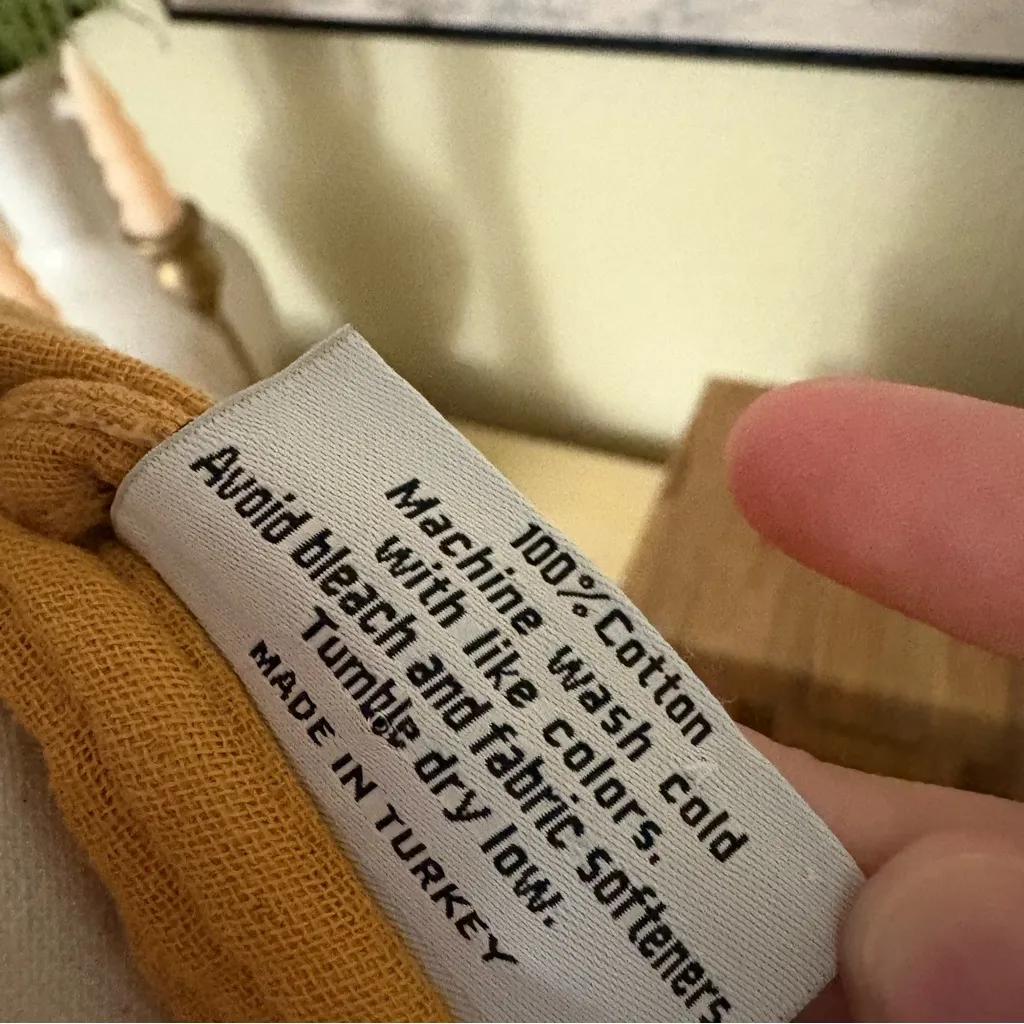 100% Cotton
Machine wash cold
with like colors.
Avoid bleach and fabric softeners
Tumble dry low.
MADE IN TURKEY